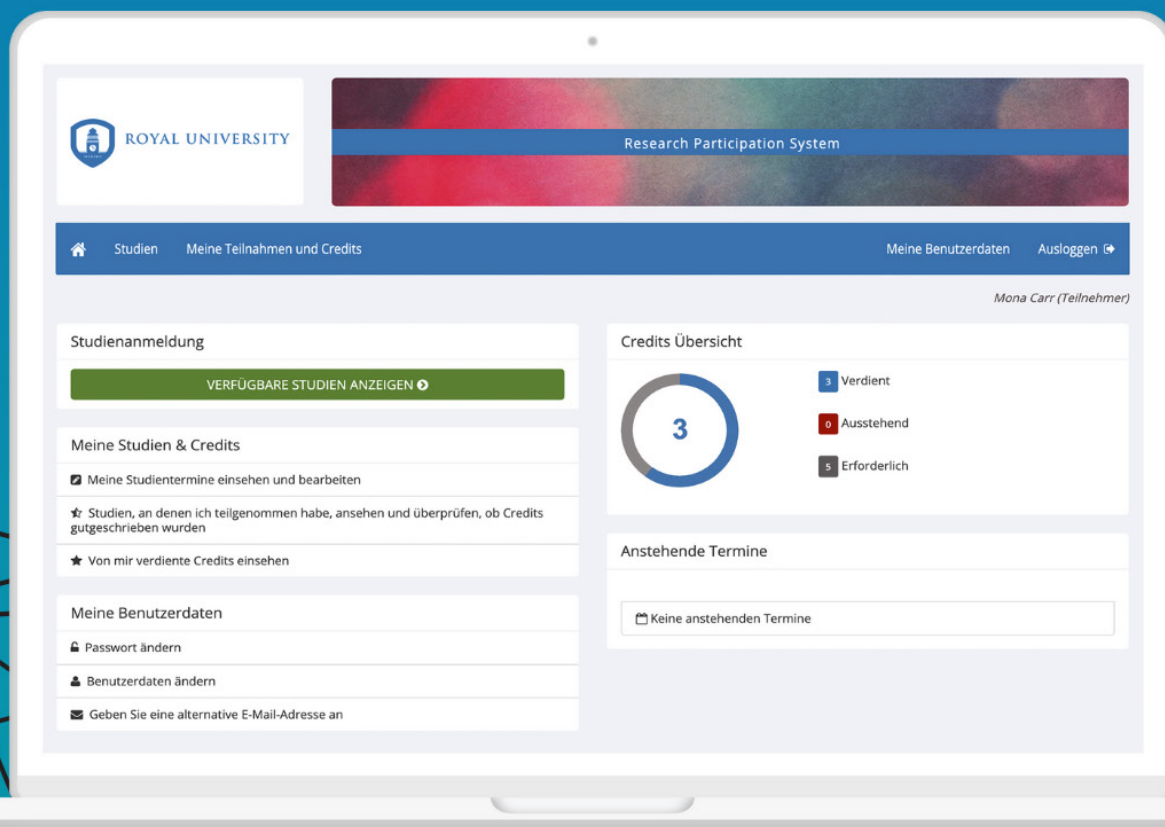 ROYAL UNIVERSITY
Research Participation System
Studien
Meine Teilnahmen und Credits
Meine Benutzerdaten
Ausloggen
Mona Carr (Teilnehmer)
Studienanmeldung
VERFÜGBARE STUDIEN ANZEIGEN
Meine Studien & Credits
Meine Studientermine einsehen und bearbeiten
Studien, an denen ich teilgenommen habe, ansehen und überprüfen, ob Credits
gutgeschrieben wurden
Von mir verdiente Credits einsehen
Meine Benutzerdaten
Passwort ändern
Benutzerdaten ändern
Geben Sie eine alternative E-Mail-Adresse an
Credits Übersicht
3
3 Verdient
0 Ausstehend
5 Erforderlich
Anstehende Termine
Keine anstehenden Termine